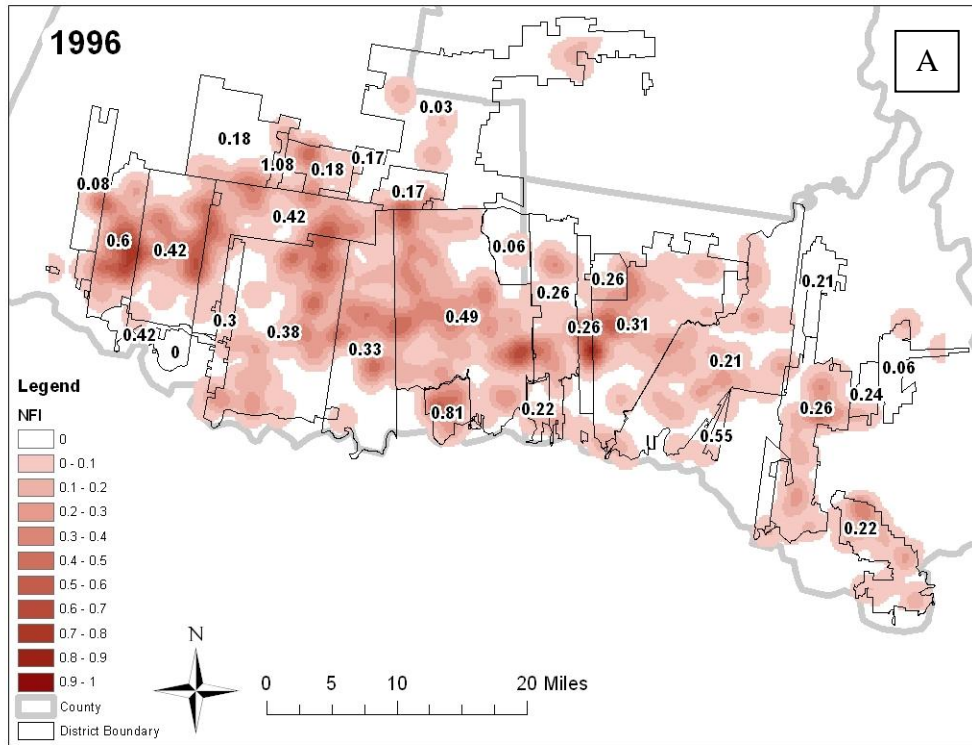 1996
A
0.03
0.18
1.08
0.18
0.17
0.08
0.17
0.6
0.42
0.42
0.06
0.26
0.26
0.21
0.3
0.38
0.49
0.26
0.31
0.42
0
0.33
0.21
0.06
0.24
0.26
0.81
0.22
0.55
0.22
Legend
NFI
0
0 - 0.1
0.1 - 0.2
0.2 - 0.3
0.3 - 0.4
0.4 - 0.5
0.5 - 0.6
0.6 - 0.7
0.7 - 0.8
0.8 - 0.9
0.9 - 1
County
District Boundary
N
0 5 10 20 Miles